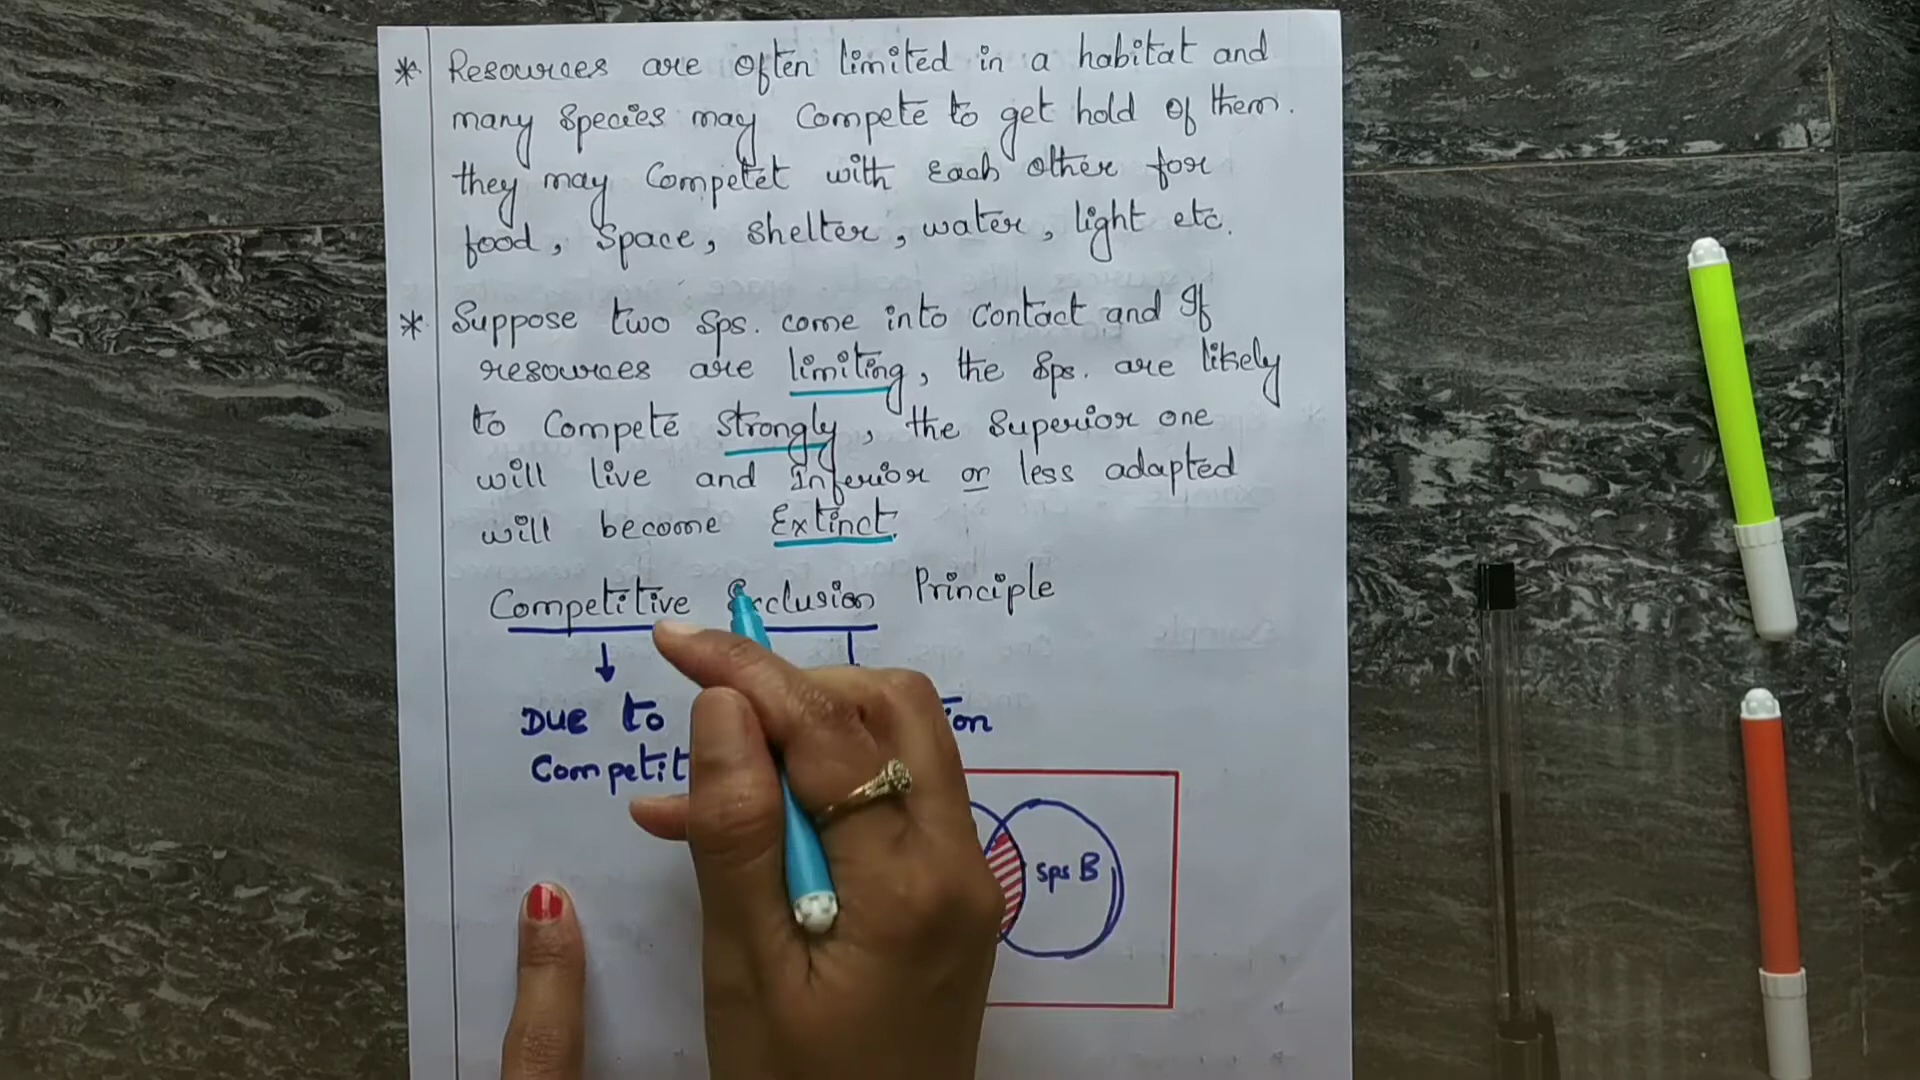 * Resources are often limited in a habitat and
many species may compete to get hold of them.
they may competet with each other for
food, space, shelter, water, light etc.
* Suppose two sps. come into contact and If
resources are limiting, the sps. are likely
to compete strongly, the superior one
will live and Inferior or less adapted
will become Extinct.
Competitive Exclusion Principle
Due to
sps B